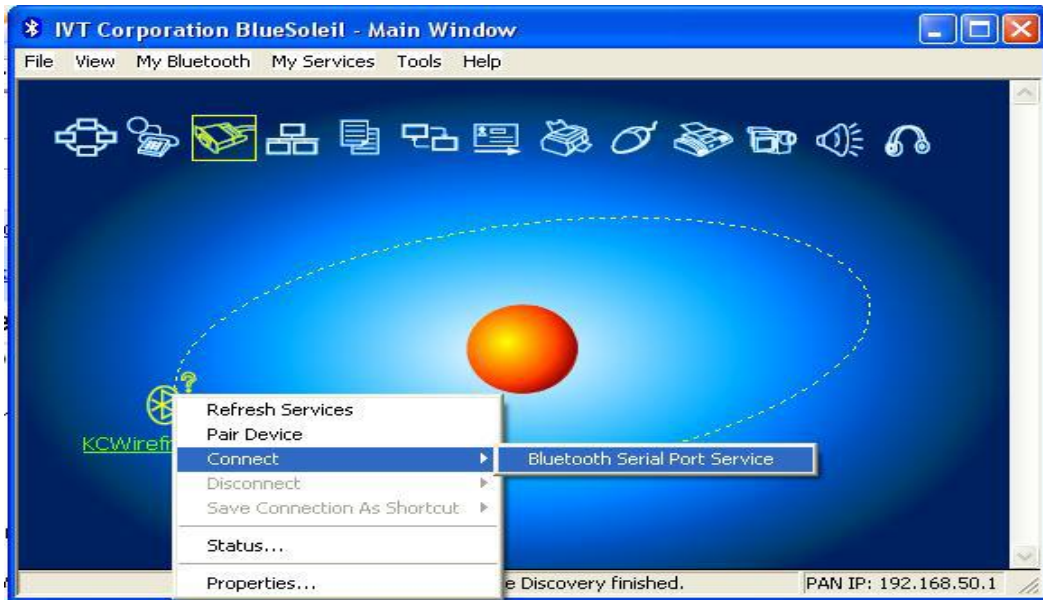 IVT Corporation BlueSoleil - Main Window
File View My Bluetooth My Services Tools Help
KCWirefr
Refresh Services
Pair Device
Connect
Bluetooth Serial Port Service
Disconnect
Save Connection As Shortcut
Status...
Properties...
e Discovery finished.
PAN IP: 192.168.50.1